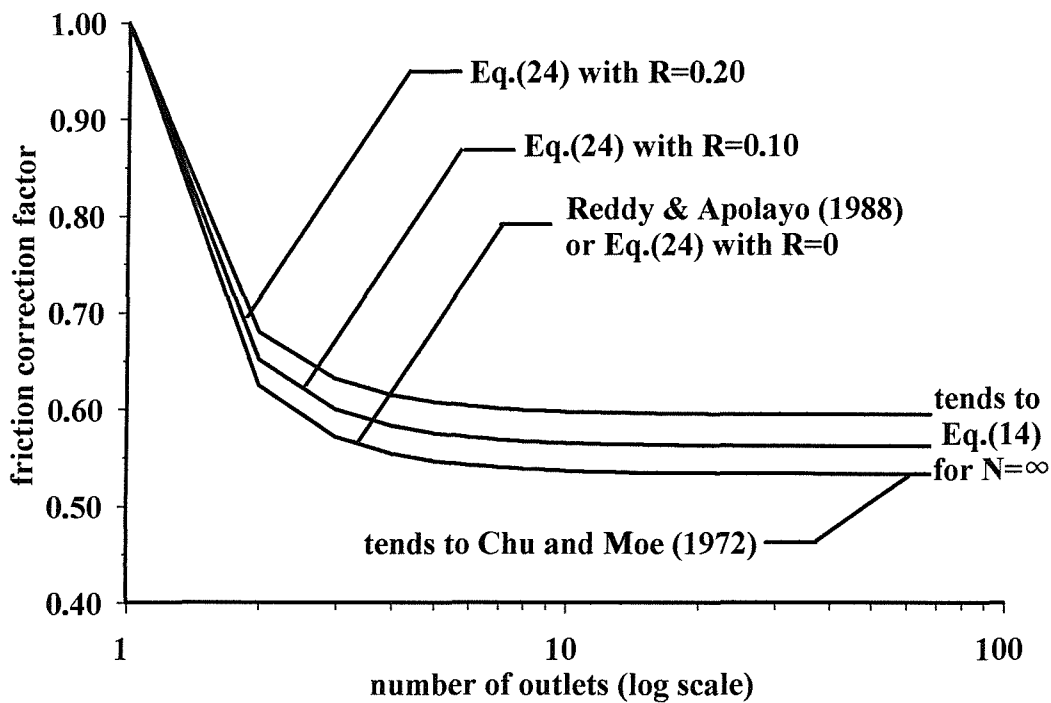 1.00
0.90
0.80
0.70
0.60
0.50
0.40
friction correction factor
Eq.(24) with R=0.20
Eq.(24) with R=0.10
Reddy & Apolayo (1988)
or Eq.(24) with R=0
tends to
Eq.(14)
for N=∞
tends to Chu and Moe (1972)
1
10
100
number of outlets (log scale)